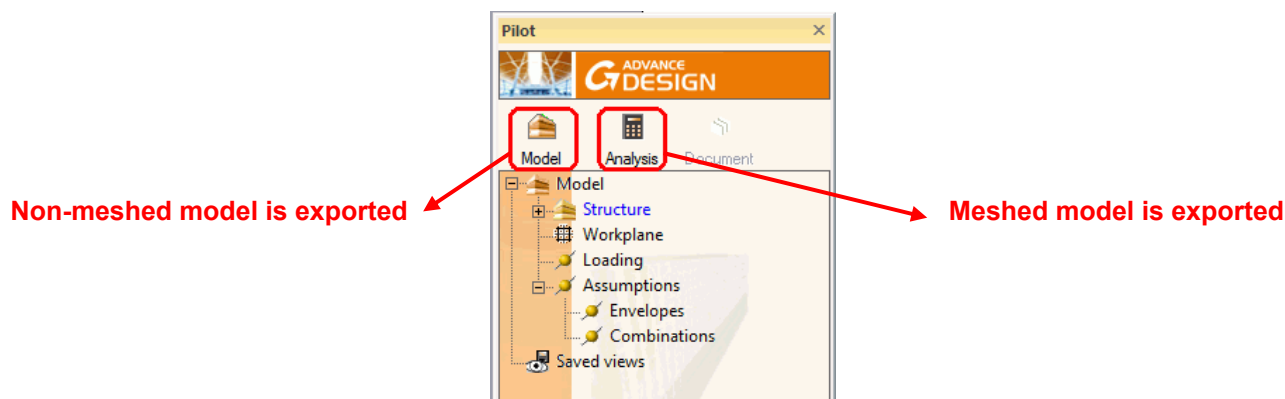 Pilot
ADVANCE
DESIGN
Model Analysis Document
Non-meshed model is exported
Meshed model is exported
Model
Structure
Workplane
Loading
Assumptions
Envelopes
Combinations
Saved views